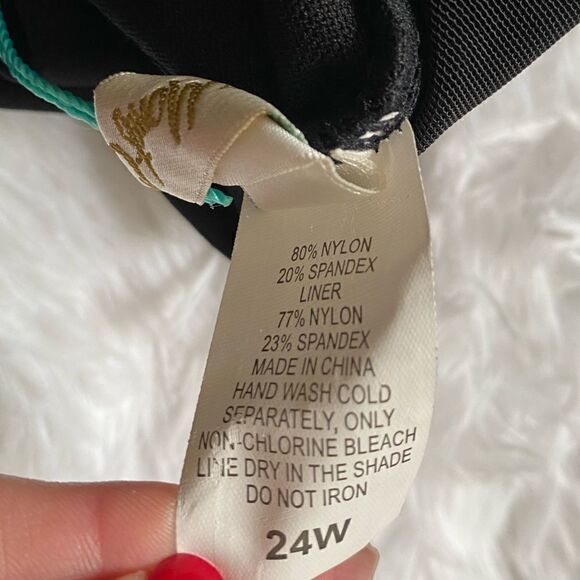 80% NYLON
20% SPANDEX
LINER
77% NYLON
23% SPANDEX
MADE IN CHINA
HAND WASH COLD
SEPARATELY, ONLY
NON-CHLORINE BLEACH
LINE DRY IN THE SHADE
DO NOT IRON
24W